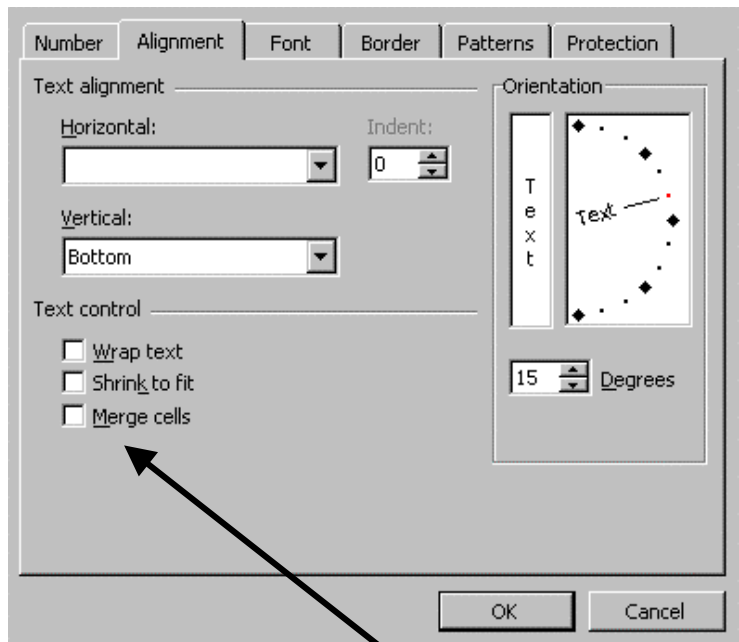 Number Alignment Font Border Patterns Protection
Text alignment
Horizontal:
Indent:
0
Vertical:
Bottom
Text control
Wrap text
Shrink to fit
Merge cells
Orientation
T
e
x
t
Text
15 Degrees
OK Cancel